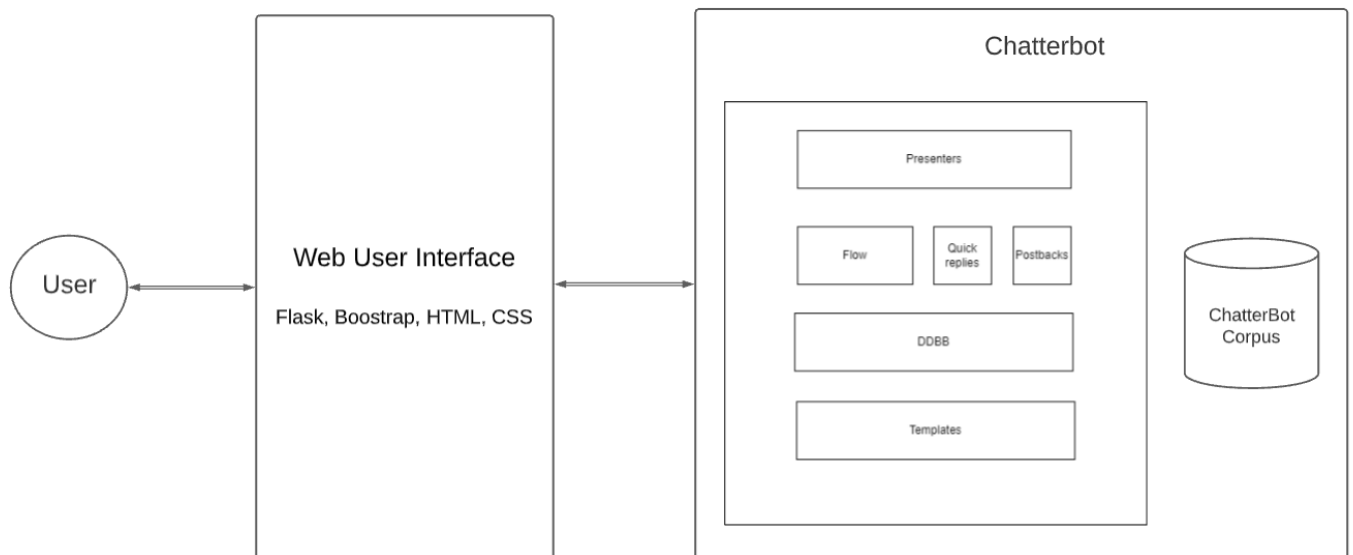 Chatterbot
Presenters
Flow
Quick
replies
Postbacks
Web User Interface
User
Flask, Boostrap, HTML, CSS
ChatterBot
Corpus
DDBB
Templates